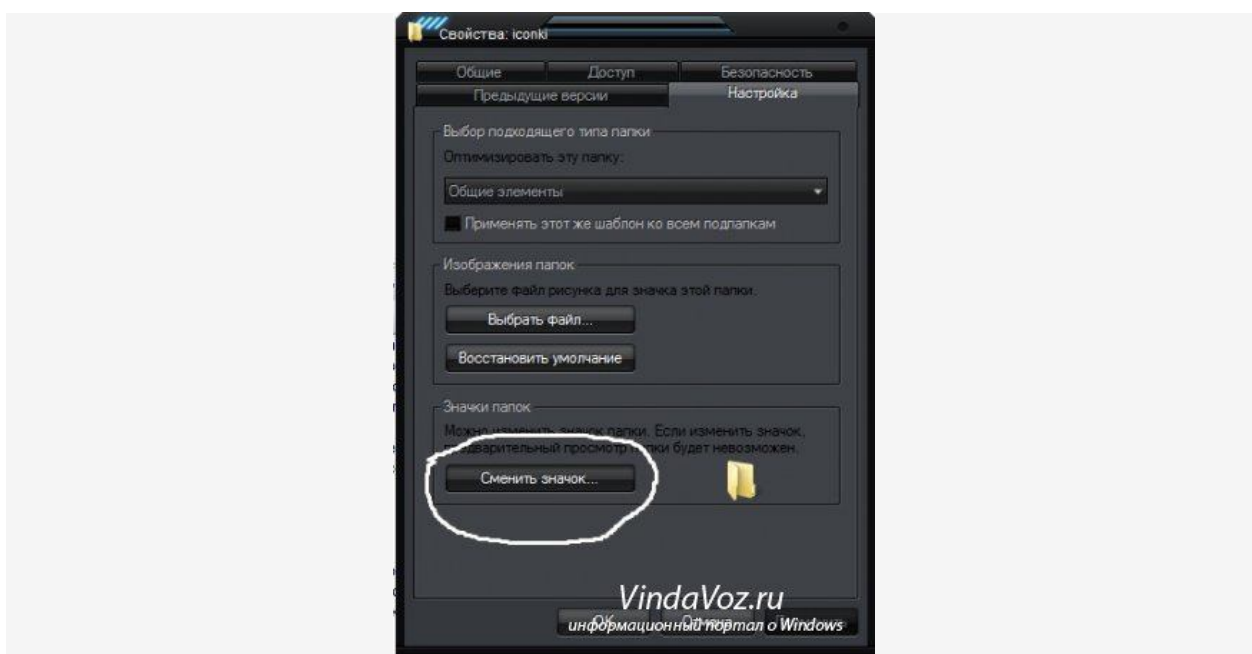 Свойства: iconki
Общие
Доступ
Безопасность
Предыдущие версии
Настройка
Выбор подходящего типа папки
Оптимизировать эту папку:
Общие элементы
Применять этот же шаблон ко всем подпапкам
Изображения папок
Выберите файл рисунка для значка этой папки.
Выбрать файл...
Восстановить умолчание
Значки папок
Можно изменить значок папки. Если изменить значок,
предварительный просмотр папки будет невозможен.
Сменить значок...
VindaVoz.ru
OK
Отмена
информационный портал о Windows